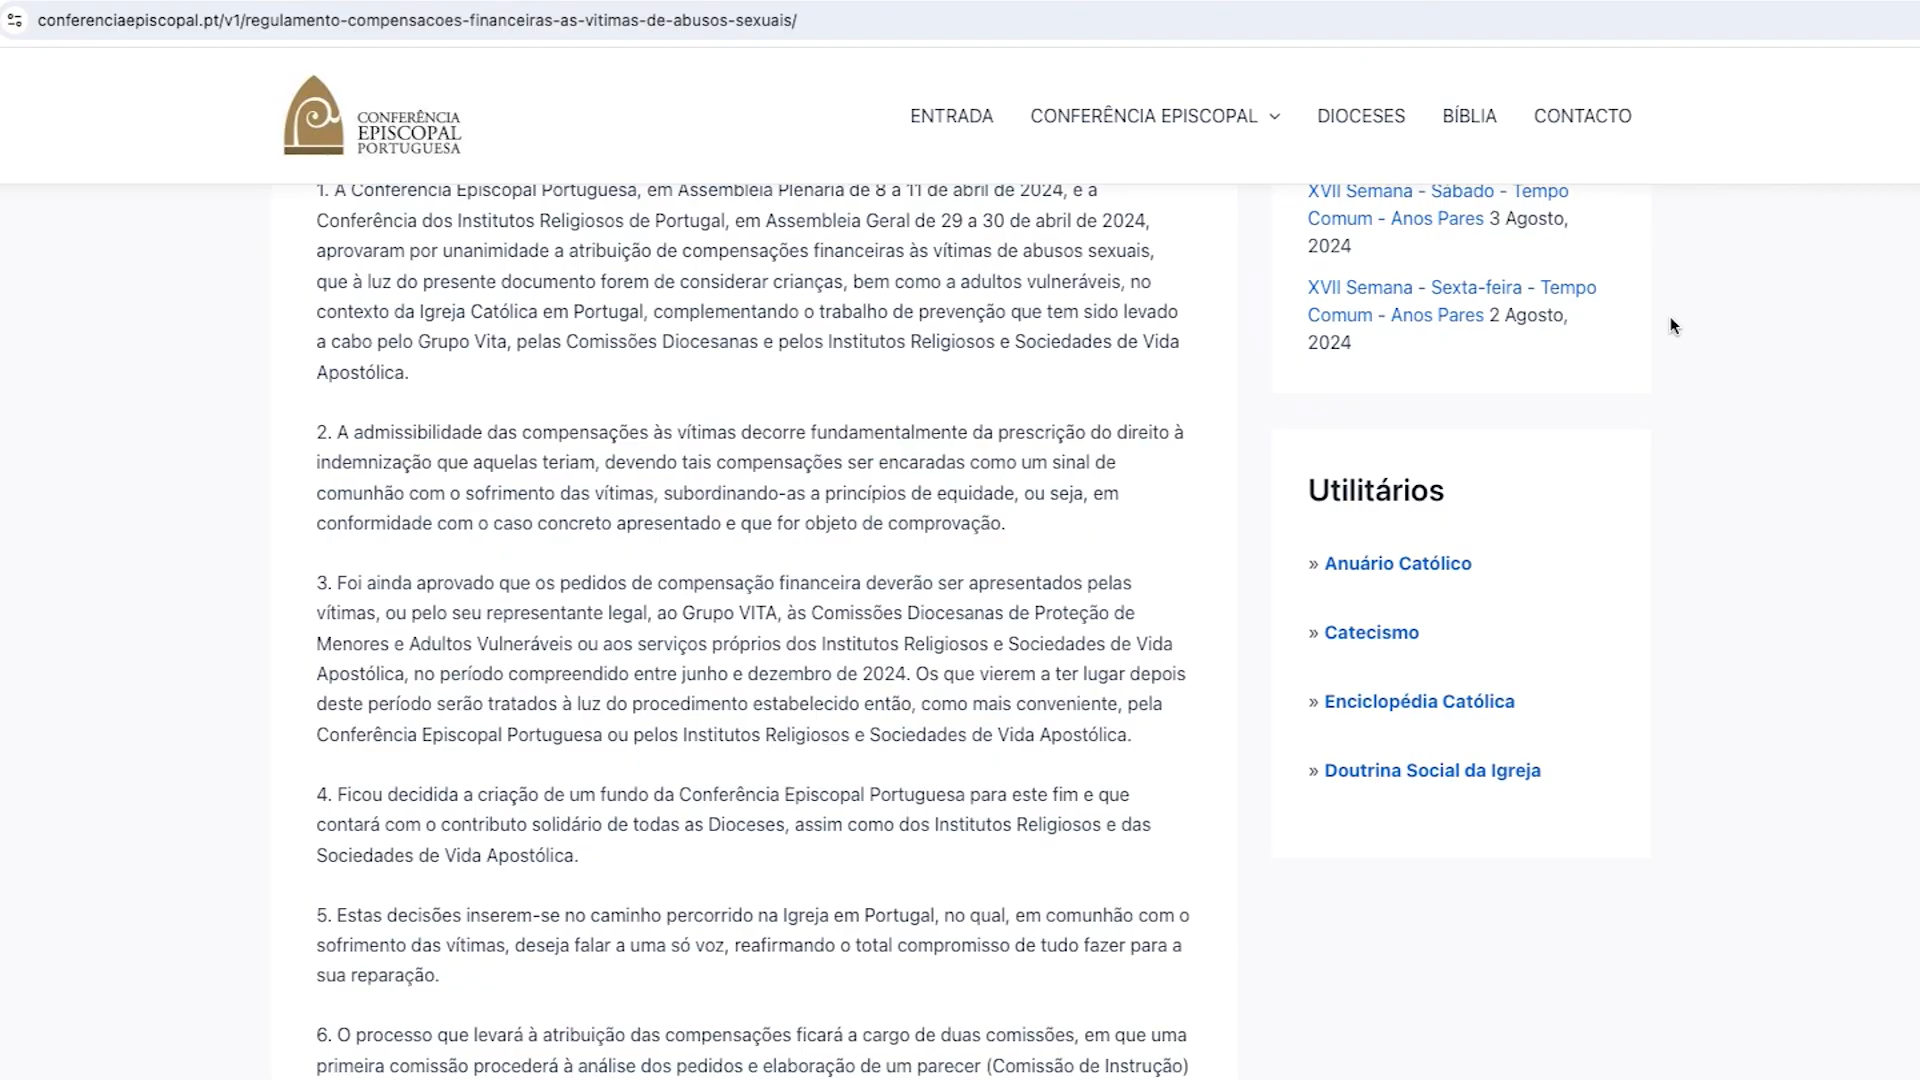 conferenciaepiscopal.pt/v1/regulamento-compensacoes-financeiras-as-vitimas-de-abusos-sexuais/
CONFERÊNCIA
EPISCOPAL
PORTUGUESA
ENTRADA
CONFERÊNCIA EPISCOPAL
DIOCESES
BÍBLIA
CONTACTO
1. A Conferência Episcopal Portuguesa, em Assembleia Plenária de 8 a 11 de abril de 2024, e a
Conferência dos Institutos Religiosos de Portugal, em Assembleia Geral de 29 a 30 de abril de 2024,
aprovaram por unanimidade a atribuição de compensações financeiras às vítimas de abusos sexuais,
que à luz do presente documento forem de considerar crianças, bem como a adultos vulneráveis, no
contexto da Igreja Católica em Portugal, complementando o trabalho de prevenção que tem sido levado
a cabo pelo Grupo Vita, pelas Comissões Diocesanas e pelos Institutos Religiosos e Sociedades de Vida
Apostólica.
2. A admissibilidade das compensações às vítimas decorre fundamentalmente da prescrição do direito à
indemnização que aquelas teriam, devendo tais compensações ser encaradas como um sinal de
comunhão com o sofrimento das vítimas, subordinando-as a princípios de equidade, ou seja, em
conformidade com o caso concreto apresentado e que for objeto de comprovação.
3. Foi ainda aprovado que os pedidos de compensação financeira deverão ser apresentados pelas
vítimas, ou pelo seu representante legal, ao Grupo VITA, às Comissões Diocesanas de Proteção de
Menores e Adultos Vulneráveis ou aos serviços próprios dos Institutos Religiosos e Sociedades de Vida
Apostólica, no período compreendido entre junho e dezembro de 2024. Os que vierem a ter lugar depois
deste período serão tratados à luz do procedimento estabelecido então, como mais conveniente, pela
Conferência Episcopal Portuguesa ou pelos Institutos Religiosos e Sociedades de Vida Apostólica.
4. Ficou decidida a criação de um fundo da Conferência Episcopal Portuguesa para este fim e que
contará com o contributo solidário de todas as Dioceses, assim como dos Institutos Religiosos e das
Sociedades de Vida Apostólica.
5. Estas decisões inserem-se no caminho percorrido na Igreja em Portugal, no qual, em comunhão com o
sofrimento das vítimas, deseja falar a uma só voz, reafirmando o total compromisso de tudo fazer para a
sua reparação.
6. O processo que levará à atribuição das compensações ficará a cargo de duas comissões, em que uma
primeira comissão procederá à análise dos pedidos e elaboração de um parecer (Comissão de Instrução)
XVII Semana - Sábado - Tempo
Comum - Anos Pares 3 Agosto,
2024
XVII Semana - Sexta-feira - Tempo
Comum - Anos Pares 2 Agosto,
2024
Utilitários
» Anuário Católico
» Catecismo
» Enciclopédia Católica
» Doutrina Social da Igreja